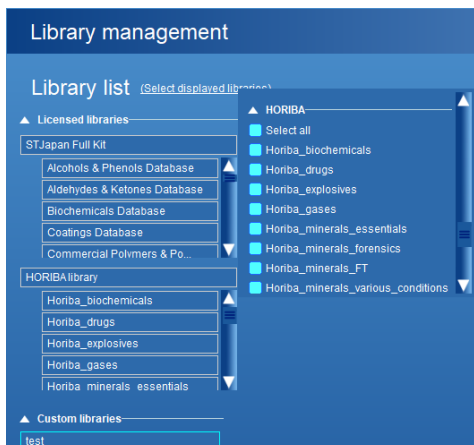 Library management
Library list (Select displayed libraries)
Licensed libraries
STJapan Full Kit
Alcohols & Phenols Database
Aldehydes & Ketones Database
Biochemicals Database
Coatings Database
Commercial Polymers & Po...
HORIBA library
Horiba_biochemicals
Horiba_drugs
Horiba_explosives
Horiba_gases
Horiba_minerals_essentials
Custom libraries
test
HORIBA
Select all
Horiba_biochemicals
Horiba_drugs
Horiba_explosives
Horiba_gases
Horiba_minerals_essentials
Horiba_minerals_forensics
Horiba_minerals_FT
Horiba_minerals_various_conditions